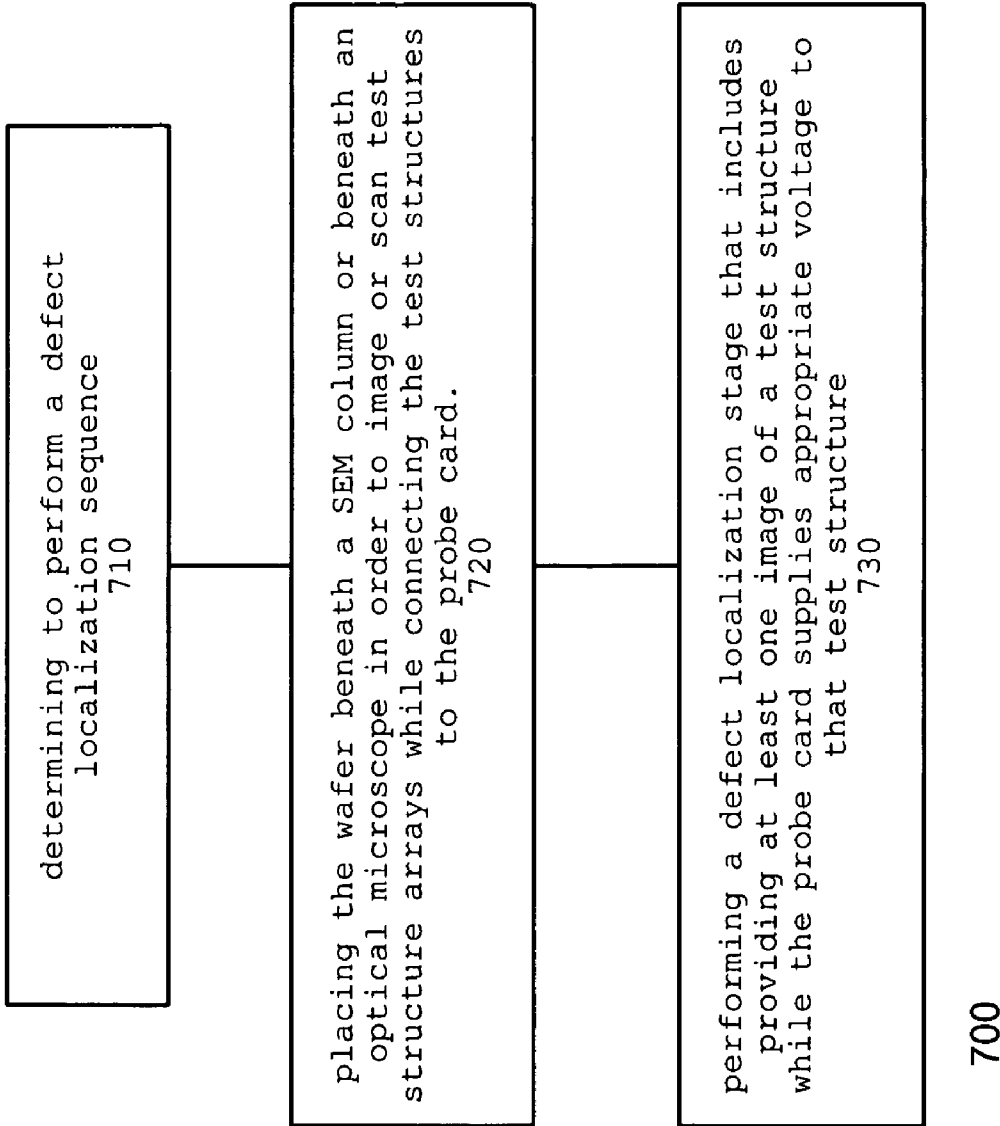 determining to perform a defect
localization sequence
710
placing the wafer beneath a SEM column or beneath an
optical microscope in order to image or scan test
structure arrays while connecting the test structures
to the probe card.
720
performing a defect localization stage that includes
providing at least one image of a test structure
while the probe card supplies appropriate voltage to
that test structure
730
700